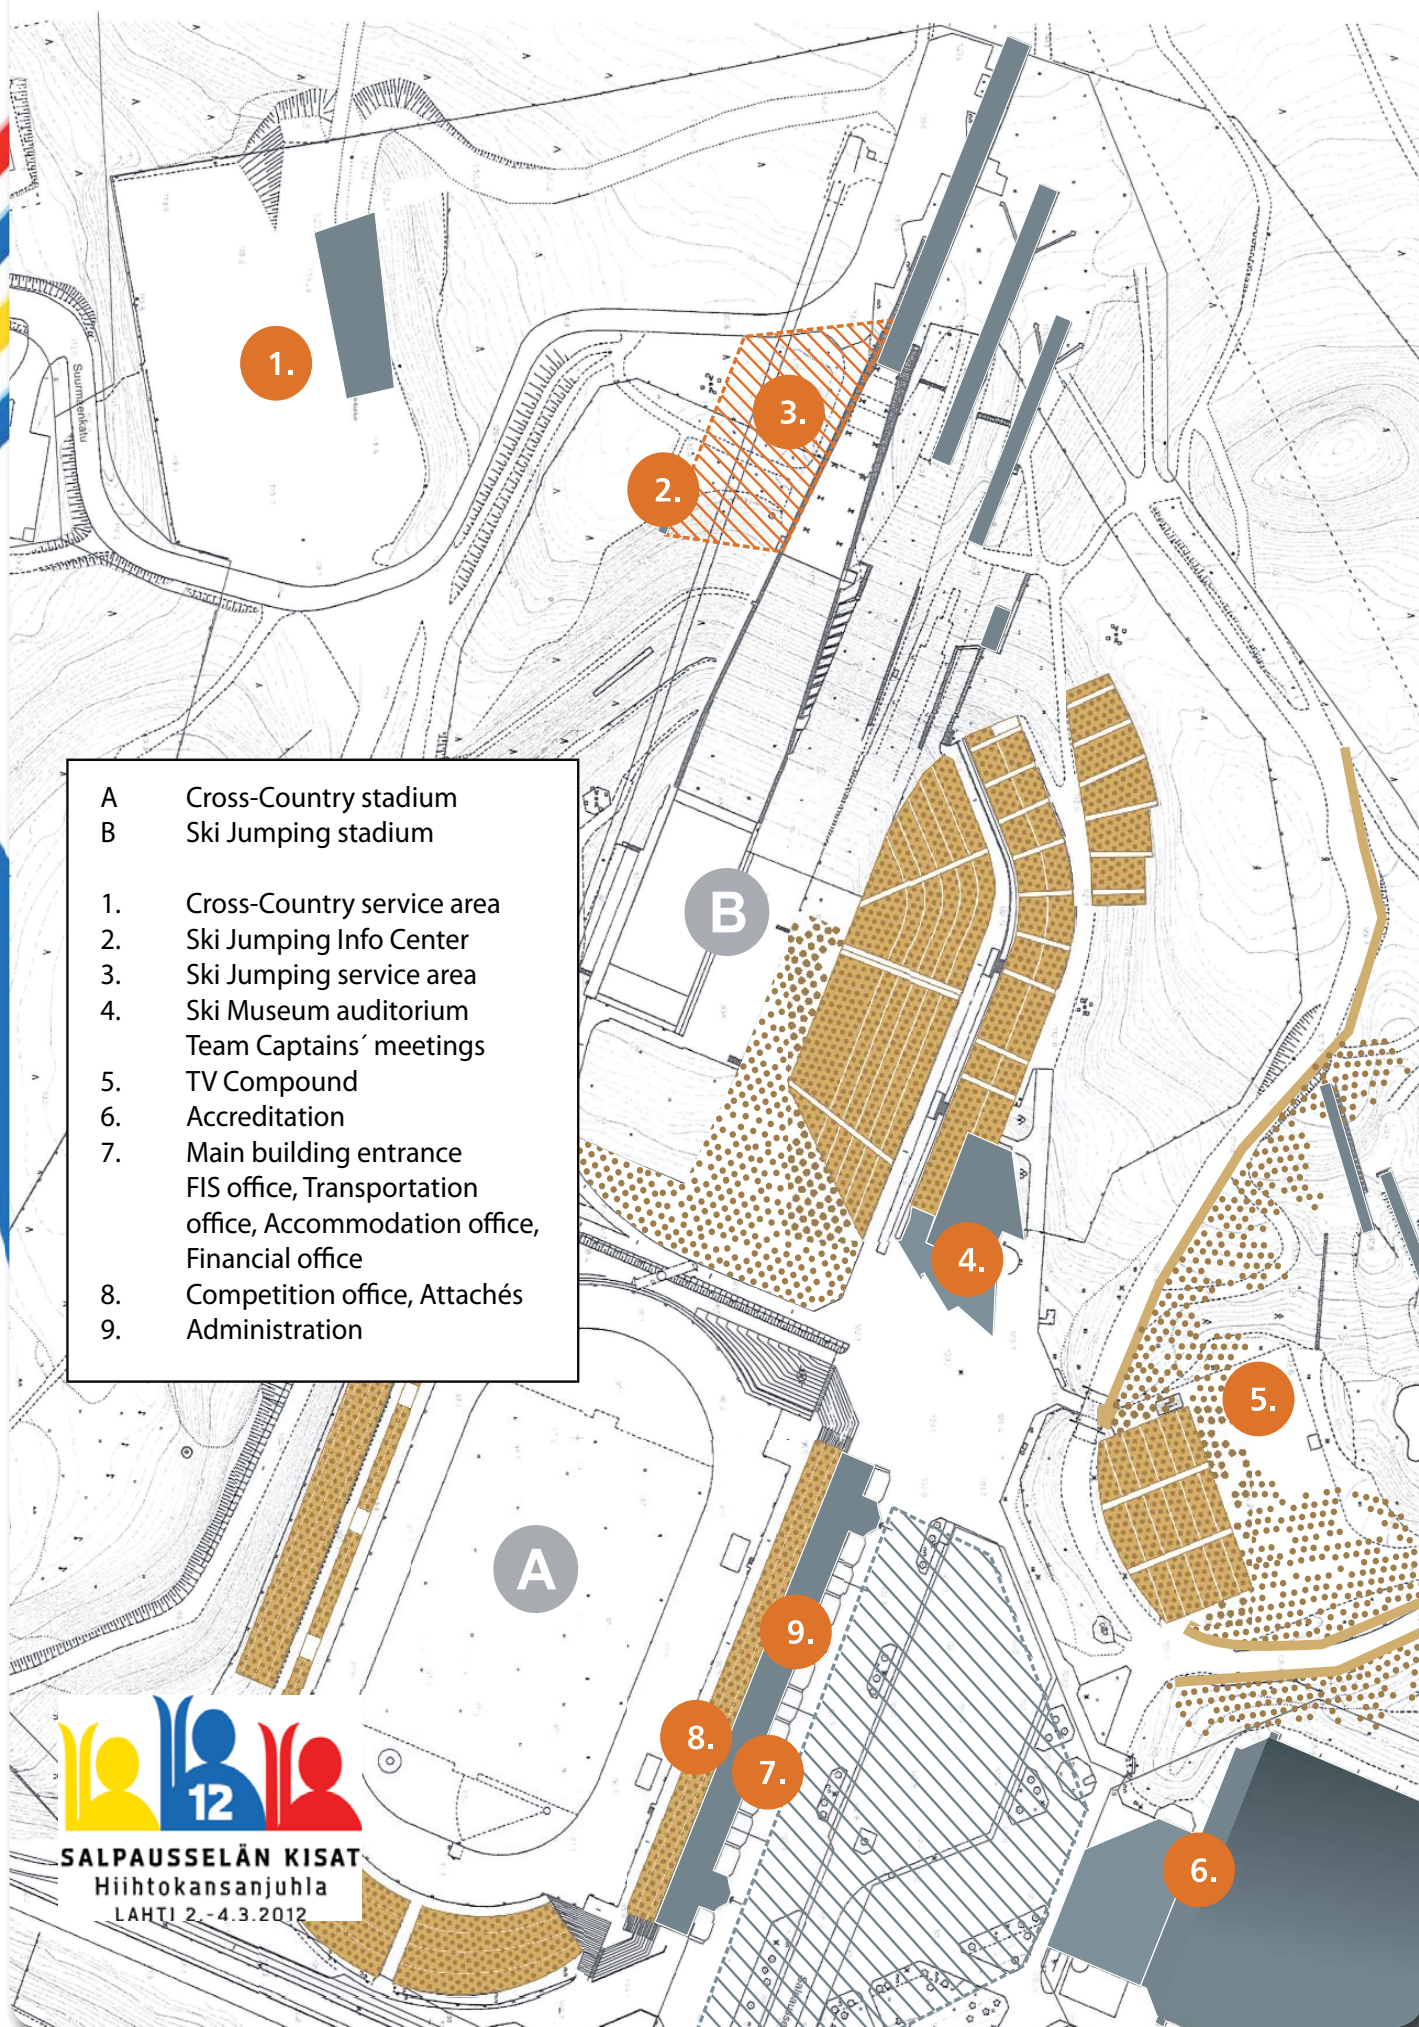 1.
3.
2.
Suurmäenkatu
A Cross-Country stadium
B Ski Jumping stadium
1. Cross-Country service area
2. Ski Jumping Info Center
3. Ski Jumping service area
4. Ski Museum auditorium
Team Captains´ meetings
5. TV Compound
6. Accreditation
7. Main building entrance
FIS office, Transportation
office, Accommodation office,
Financial office
8. Competition office, Attachés
9. Administration
B
4.
5.
A
9.
8.
7.
6.
12
SALPAUSSELÄN KISAT
Hiihtokansanjuhla
LAHTI 2.-4.3.2012